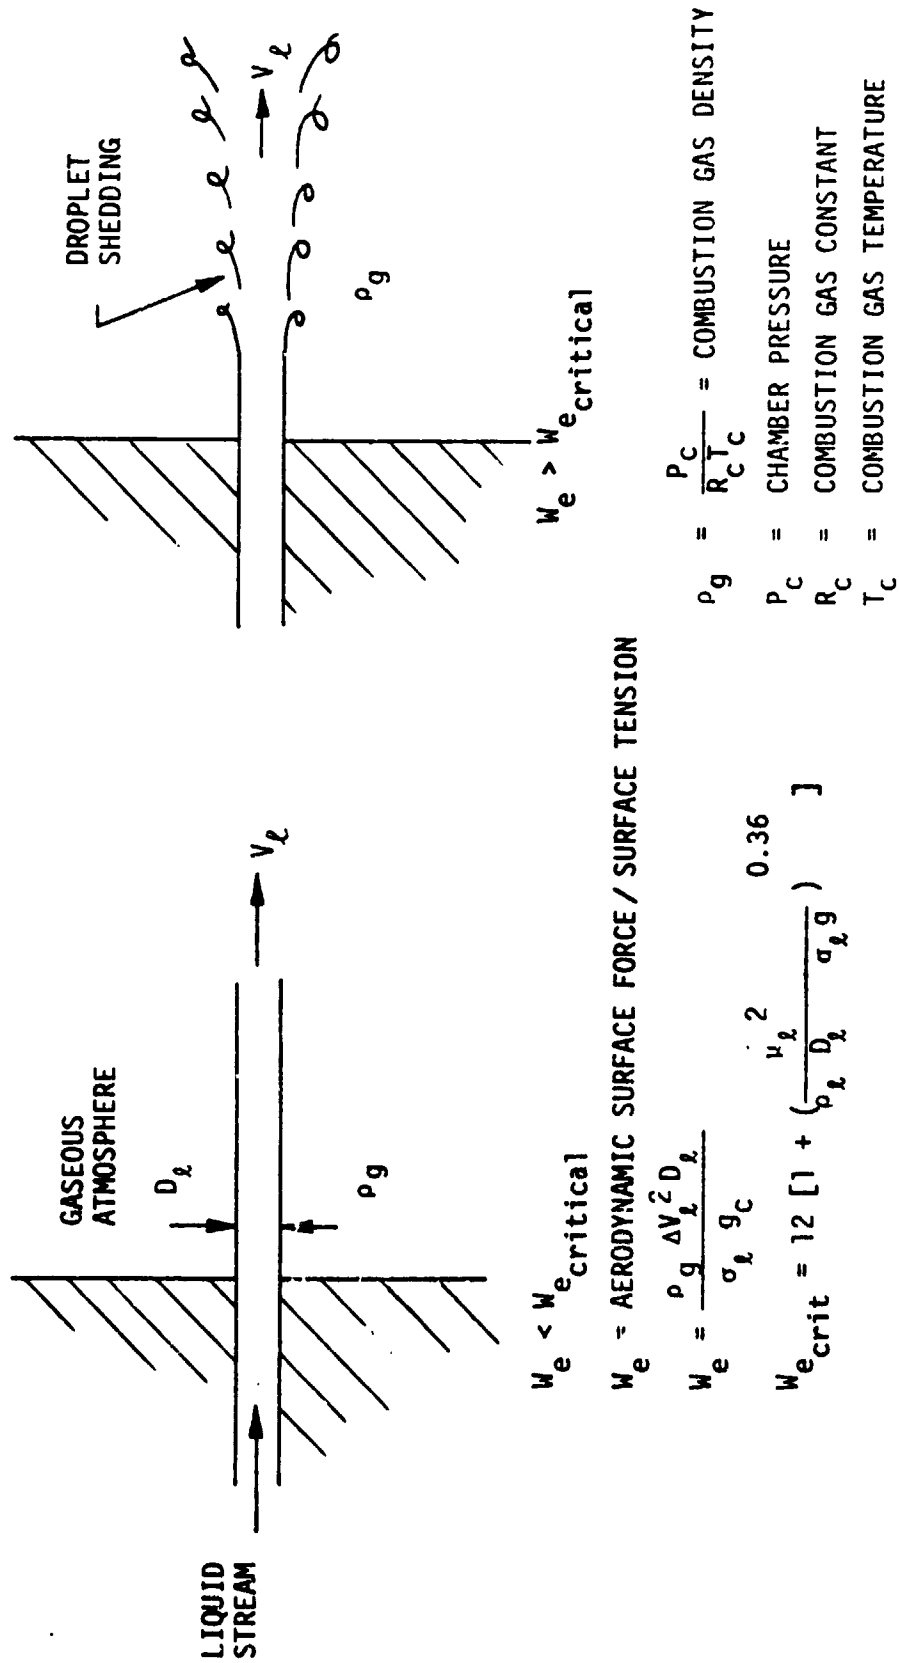 LIQUID
STREAM
GASEOUS
ATMOSPHERE
D_ℓ
V_ℓ
ρ_g
W_e < W_e critical
W_e = AERODYNAMIC SURFACE FORCE / SURFACE TENSION
W_e = ρ_g ΔV_ℓ^2 D_ℓ / σ_ℓ g_c
W_e crit = 12 [1 + (μ_ℓ^2 / ρ_ℓ D_ℓ σ_ℓ g)^0.36]
DROPLET
SHEDDING
V_ℓ
ρ_g
W_e > W_e critical
ρ_g = P_C / R_C T_C = COMBUSTION GAS DENSITY
P_C = CHAMBER PRESSURE
R_C = COMBUSTION GAS CONSTANT
T_C = COMBUSTION GAS TEMPERATURE